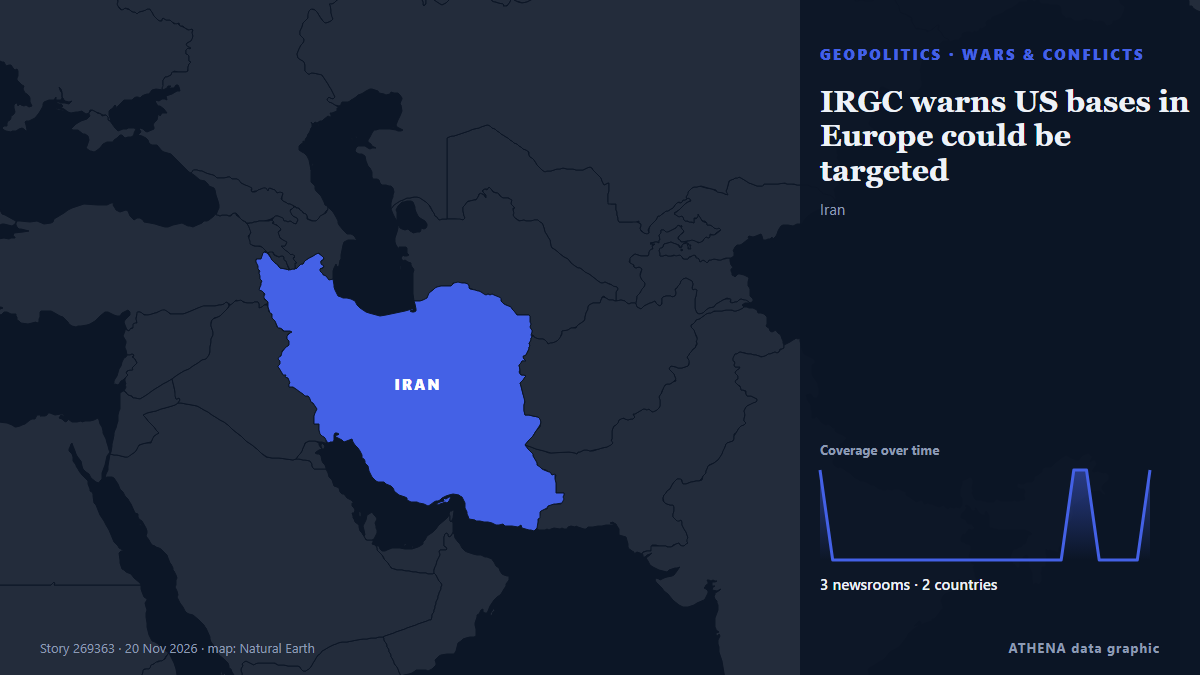 GEOPOLITICS · WARS & CONFLICTS
IRGC warns US bases in
Europe could be
targeted
Iran
IRAN
Coverage over time
3 newsrooms · 2 countries
Story 269363 · 20 Nov 2026 · map: Natural Earth
ATHENA data graphic